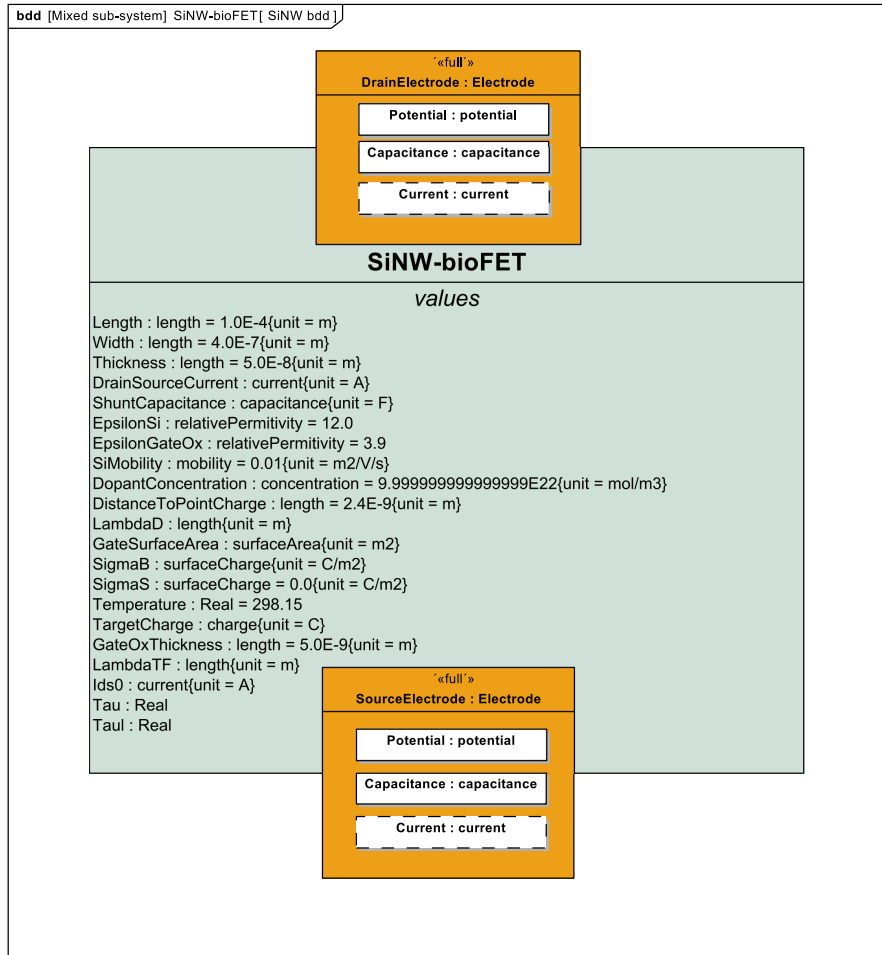 bdd [Mixed sub-system] SiNW-bioFET[ SiNW bdd ]
´«full´»
DrainElectrode : Electrode
Potential : potential
Capacitance : capacitance
Current : current
SiNW-bioFET
values
Length : length = 1.0E-4{unit = m}
Width : length = 4.0E-7{unit = m}
Thickness : length = 5.0E-8{unit = m}
DrainSourceCurrent : current{unit = A}
ShuntCapacitance : capacitance{unit = F}
EpsilonSi : relativePermitivity = 12.0
EpsilonGateOx : relativePermitivity = 3.9
SiMobility : mobility = 0.01{unit = m2/V/s}
DopantConcentration : concentration = 9.999999999999999E22{unit = mol/m3}
DistanceToPointCharge : length = 2.4E-9{unit = m}
LambdaD : length{unit = m}
GateSurfaceArea : surfaceArea{unit = m2}
SigmaB : surfaceCharge{unit = C/m2}
SigmaS : surfaceCharge = 0.0{unit = C/m2}
Temperature : Real = 298.15
TargetCharge : charge{unit = C}
GateOxThickness : length = 5.0E-9{unit = m}
LambdaTF : length{unit = m}
Ids0 : current{unit = A}
Tau : Real
Taul : Real
´«full´»
SourceElectrode : Electrode
Potential : potential
Capacitance : capacitance
Current : current